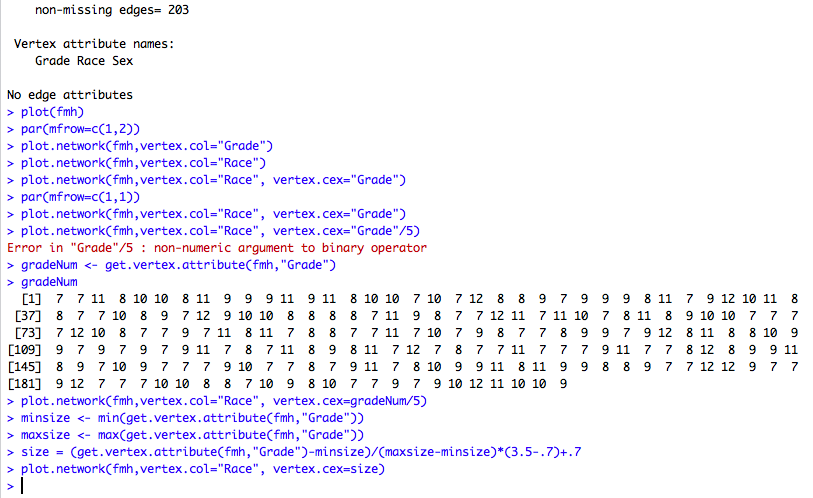 non-missing edges= 203
Vertex attribute names:
Grade Race Sex
No edge attributes
> plot(fmh)
> par(mfrow=c(1,2))
> plot.network(fmh,vertex.col="Grade")
> plot.network(fmh,vertex.col="Race")
> plot.network(fmh,vertex.col="Race", vertex.cex="Grade")
> par(mfrow=c(1,1))
> plot.network(fmh,vertex.col="Race", vertex.cex="Grade")
> plot.network(fmh,vertex.col="Race", vertex.cex="Grade"/5)
Error in "Grade"/5 : non-numeric argument to binary operator
> gradeNum <- get.vertex.attribute(fmh,"Grade")
> gradeNum
[1] 7 7 11 8 10 10 8 11 9 9 9 11 9 11 8 10 10 7 10 7 12 8 8 9 7 9 9 9 8 11 7 9 12 10 11 8
[37] 8 7 7 10 8 9 7 12 9 10 10 8 8 8 8 7 11 9 8 7 7 12 11 7 11 10 7 8 11 8 9 10 10 7 7 7
[73] 7 12 10 8 7 7 9 7 11 8 11 7 8 8 7 7 11 7 10 7 9 8 7 7 8 9 9 7 9 12 8 11 8 8 10 9
[109] 9 7 9 7 9 7 9 11 7 8 7 11 8 9 8 11 7 12 7 8 7 7 11 7 7 7 9 11 7 7 8 12 8 9 9 11
[145] 8 9 7 10 9 7 7 7 9 10 7 7 8 7 9 11 7 8 10 9 9 11 8 11 9 9 8 8 9 7 7 12 12 9 7 7
[181] 9 12 7 7 7 10 10 8 8 7 10 9 8 10 7 7 9 7 9 10 12 11 10 10 9
> plot.network(fmh,vertex.col="Race", vertex.cex=gradeNum/5)
> minsize <- min(get.vertex.attribute(fmh,"Grade"))
> maxsize <- max(get.vertex.attribute(fmh,"Grade"))
> size = (get.vertex.attribute(fmh,"Grade")-minsize)/(maxsize-minsize)*(3.5-.7)+.7
> plot.network(fmh,vertex.col="Race", vertex.cex=size)
>